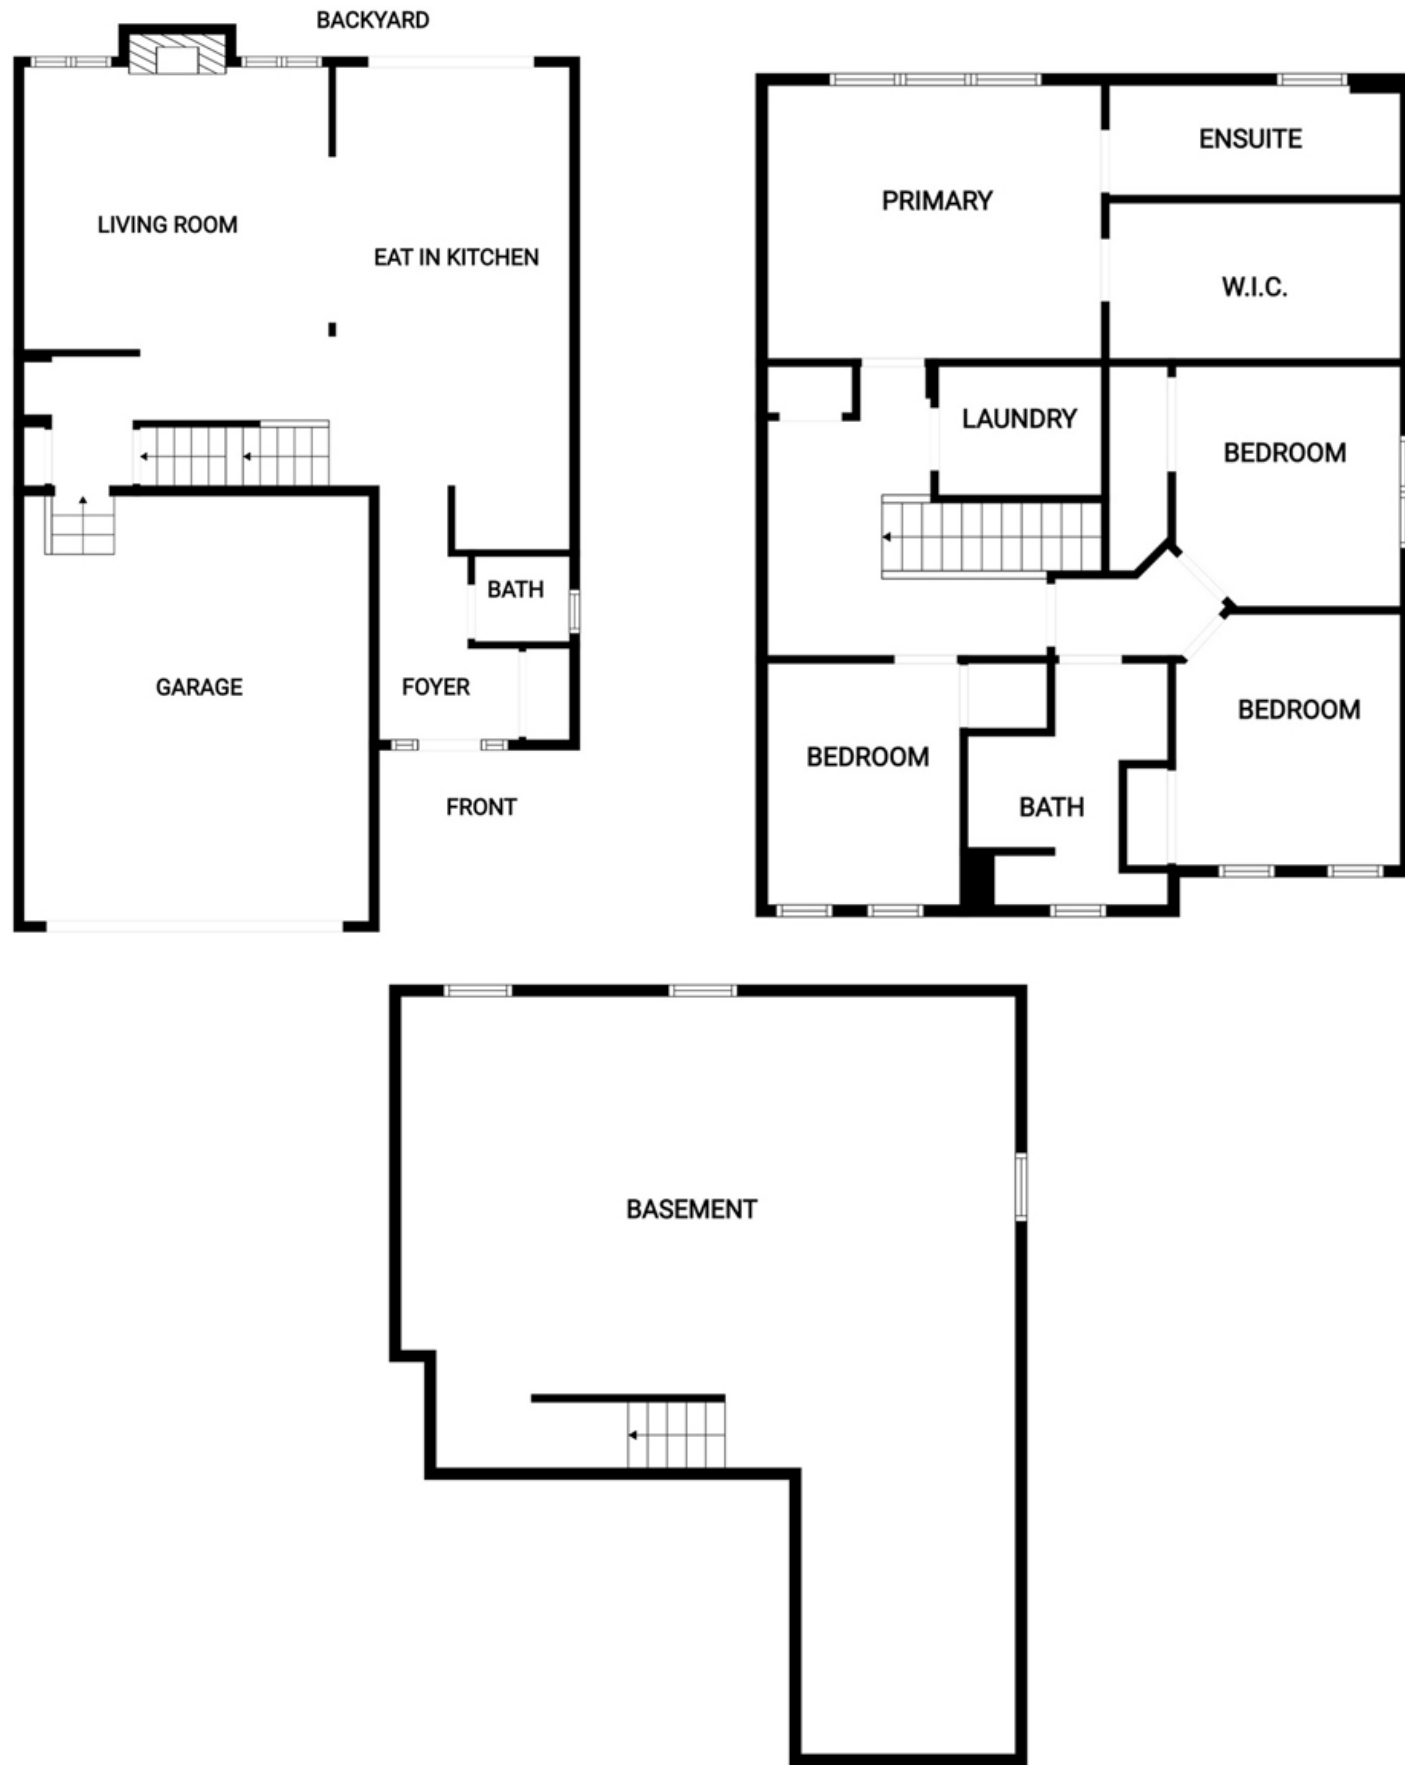 BACKYARD
LIVING ROOM
EAT IN KITCHEN
BATH
GARAGE
FOYER
FRONT
ENSUITE
PRIMARY
W.I.C.
LAUNDRY
BEDROOM
BEDROOM
BEDROOM
BATH
BASEMENT